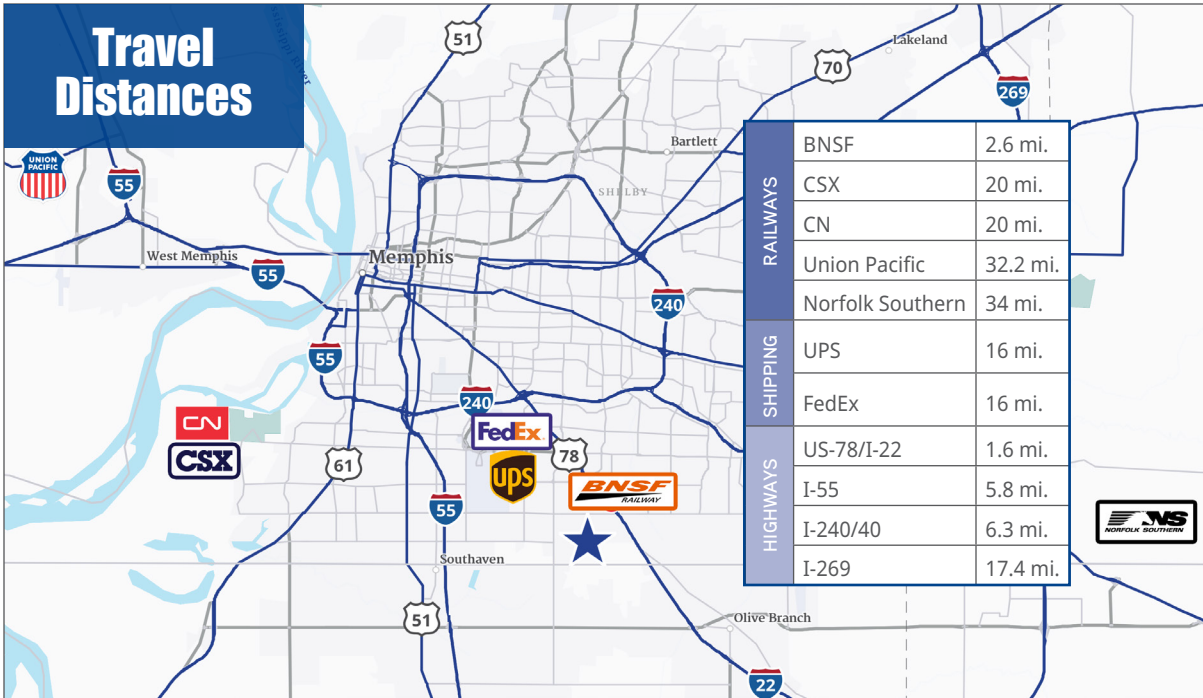 Travel
Distances
Mississippi River
51
70
Lakeland
269
Bartlett
UNION
PACIFIC
55
SHELBY
West Memphis
55
Memphis
240
55
240
CN
CSX
FedEx
ups
78
61
BNSF
RAILWAY
55
NS
NORFOLK SOUTHERN
Southaven
51
Olive Branch
22
RAILWAYS
BNSF 2.6 mi.
CSX 20 mi.
CN 20 mi.
Union Pacific 32.2 mi.
Norfolk Southern 34 mi.
SHIPPING
UPS 16 mi.
FedEx 16 mi.
HIGHWAYS
US-78/I-22 1.6 mi.
I-55 5.8 mi.
I-240/40 6.3 mi.
I-269 17.4 mi.